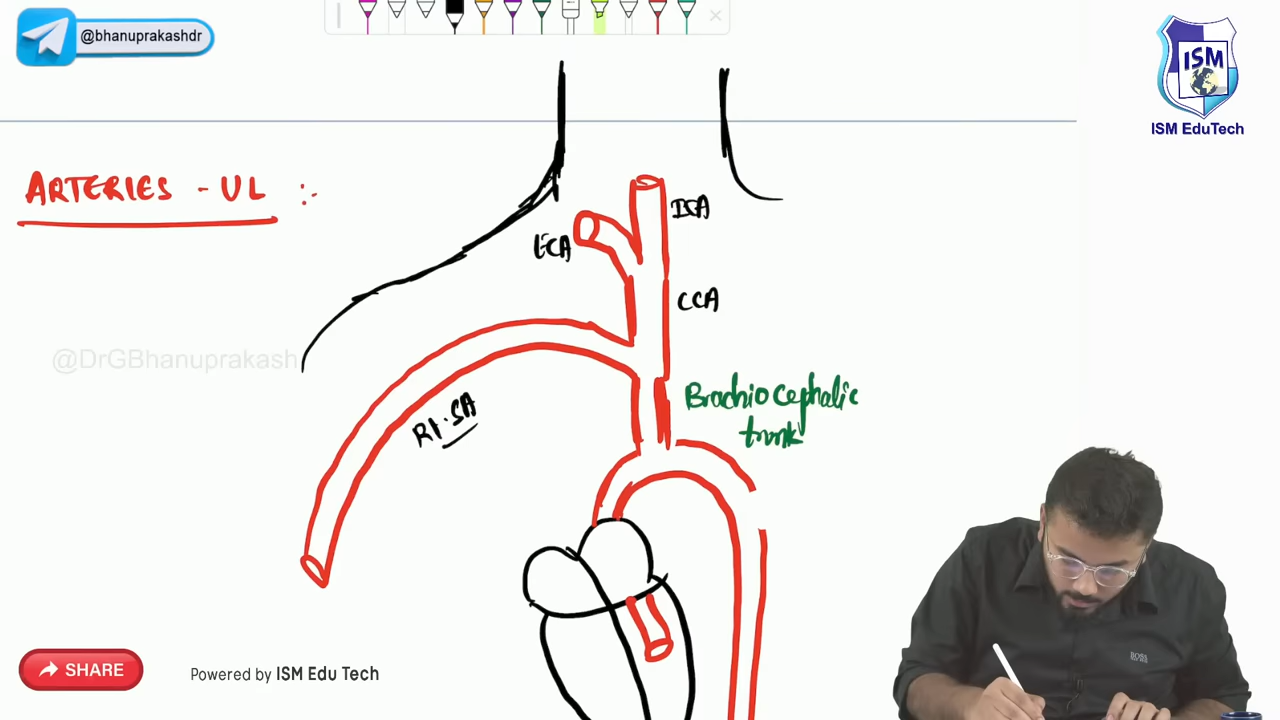 @bhanuprakashdr
ISM
ISM EduTech
ARTERIES - UL :-
ICA
ECA
CCA
@DrGBhanuprakash
Brachiocephalic
trunk
Rt. SA
BOSS
SHARE
Powered by ISM Edu Tech